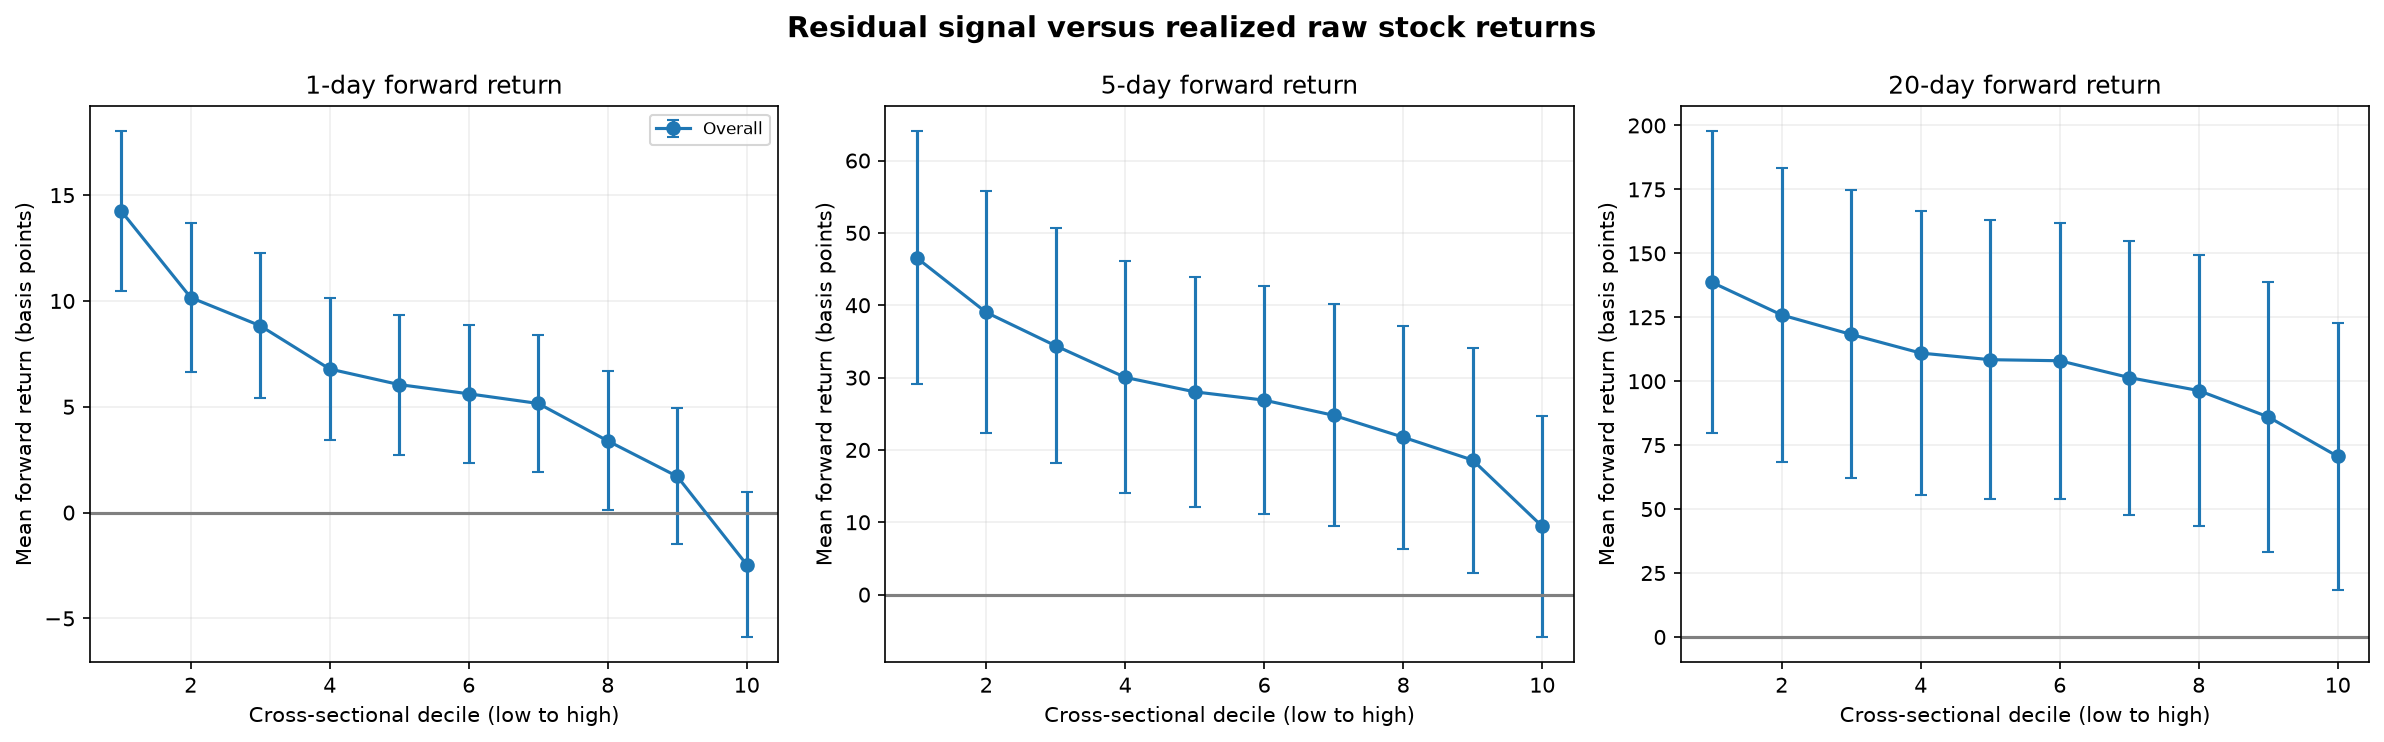 Residual signal versus realized raw stock returns
1-day forward return
Overall
Mean forward return (basis points)
15
10
5
0
−5
2 4 6 8 10
Cross-sectional decile (low to high)
5-day forward return
Mean forward return (basis points)
60
50
40
30
20
10
0
2 4 6 8 10
Cross-sectional decile (low to high)
20-day forward return
Mean forward return (basis points)
200
175
150
125
100
75
50
25
0
2 4 6 8 10
Cross-sectional decile (low to high)